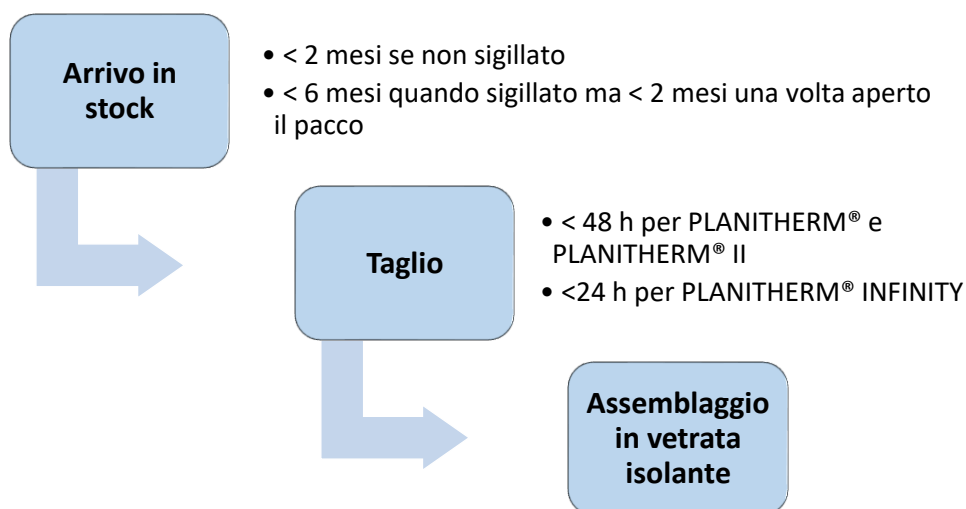 Arrivo in
stock
• < 2 mesi se non sigillato
• < 6 mesi quando sigillato ma < 2 mesi una volta aperto
il pacco
Taglio
• < 48 h per PLANITHERM® e
PLANITHERM® II
• <24 h per PLANITHERM® INFINITY
Assemblaggio
in vetrata
isolante